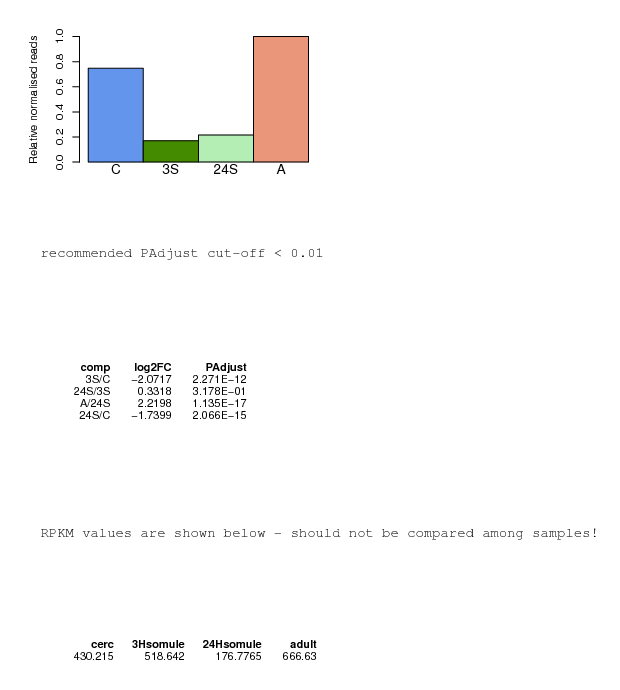 Relative normalised reads
1.0
0.8
0.6
0.4
0.2
0.0
C 3S 24S A
recommended PAdjust cut-off < 0.01
comp log2FC PAdjust
3S/C −2.0717 2.271E−12
24S/3S 0.3318 3.178E−01
A/24S 2.2198 1.135E−17
24S/C −1.7399 2.066E−15
RPKM values are shown below - should not be compared among samples!
cerc 3Hsomule 24Hsomule adult
430.215 518.642 176.7765 666.63